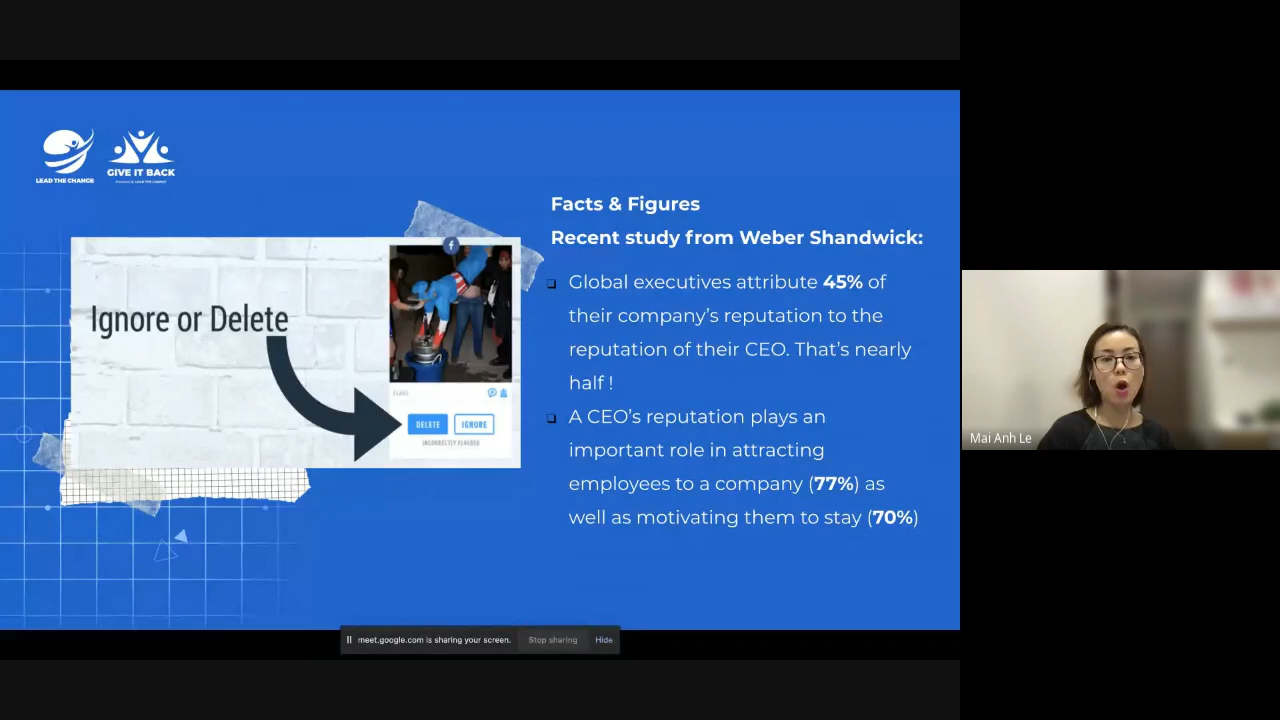 LEAD THE CHANGE
GIVE IT BACK
Facts & Figures
Recent study from Weber Shandwick:
Global executives attribute 45% of
their company's reputation to the
reputation of their CEO. That's nearly
half !
A CEO's reputation plays an
important role in attracting
employees to a company (77%) as
well as motivating them to stay (70%)
Ignore or Delete
f
DELETE
IGNORE
INCORRECTLY FLAGGED
meet.google.com is sharing your screen.
Stop sharing
Hide
Mai Anh Le